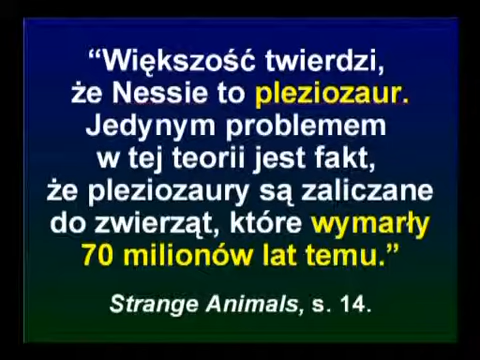 “Większość twierdzi,
że Nessie to pleziozaur.
Jedynym problemem
w tej teorii jest fakt,
że pleziozaury są zaliczane
do zwierząt, które wymarły
70 milionów lat temu.”
Strange Animals, s. 14.